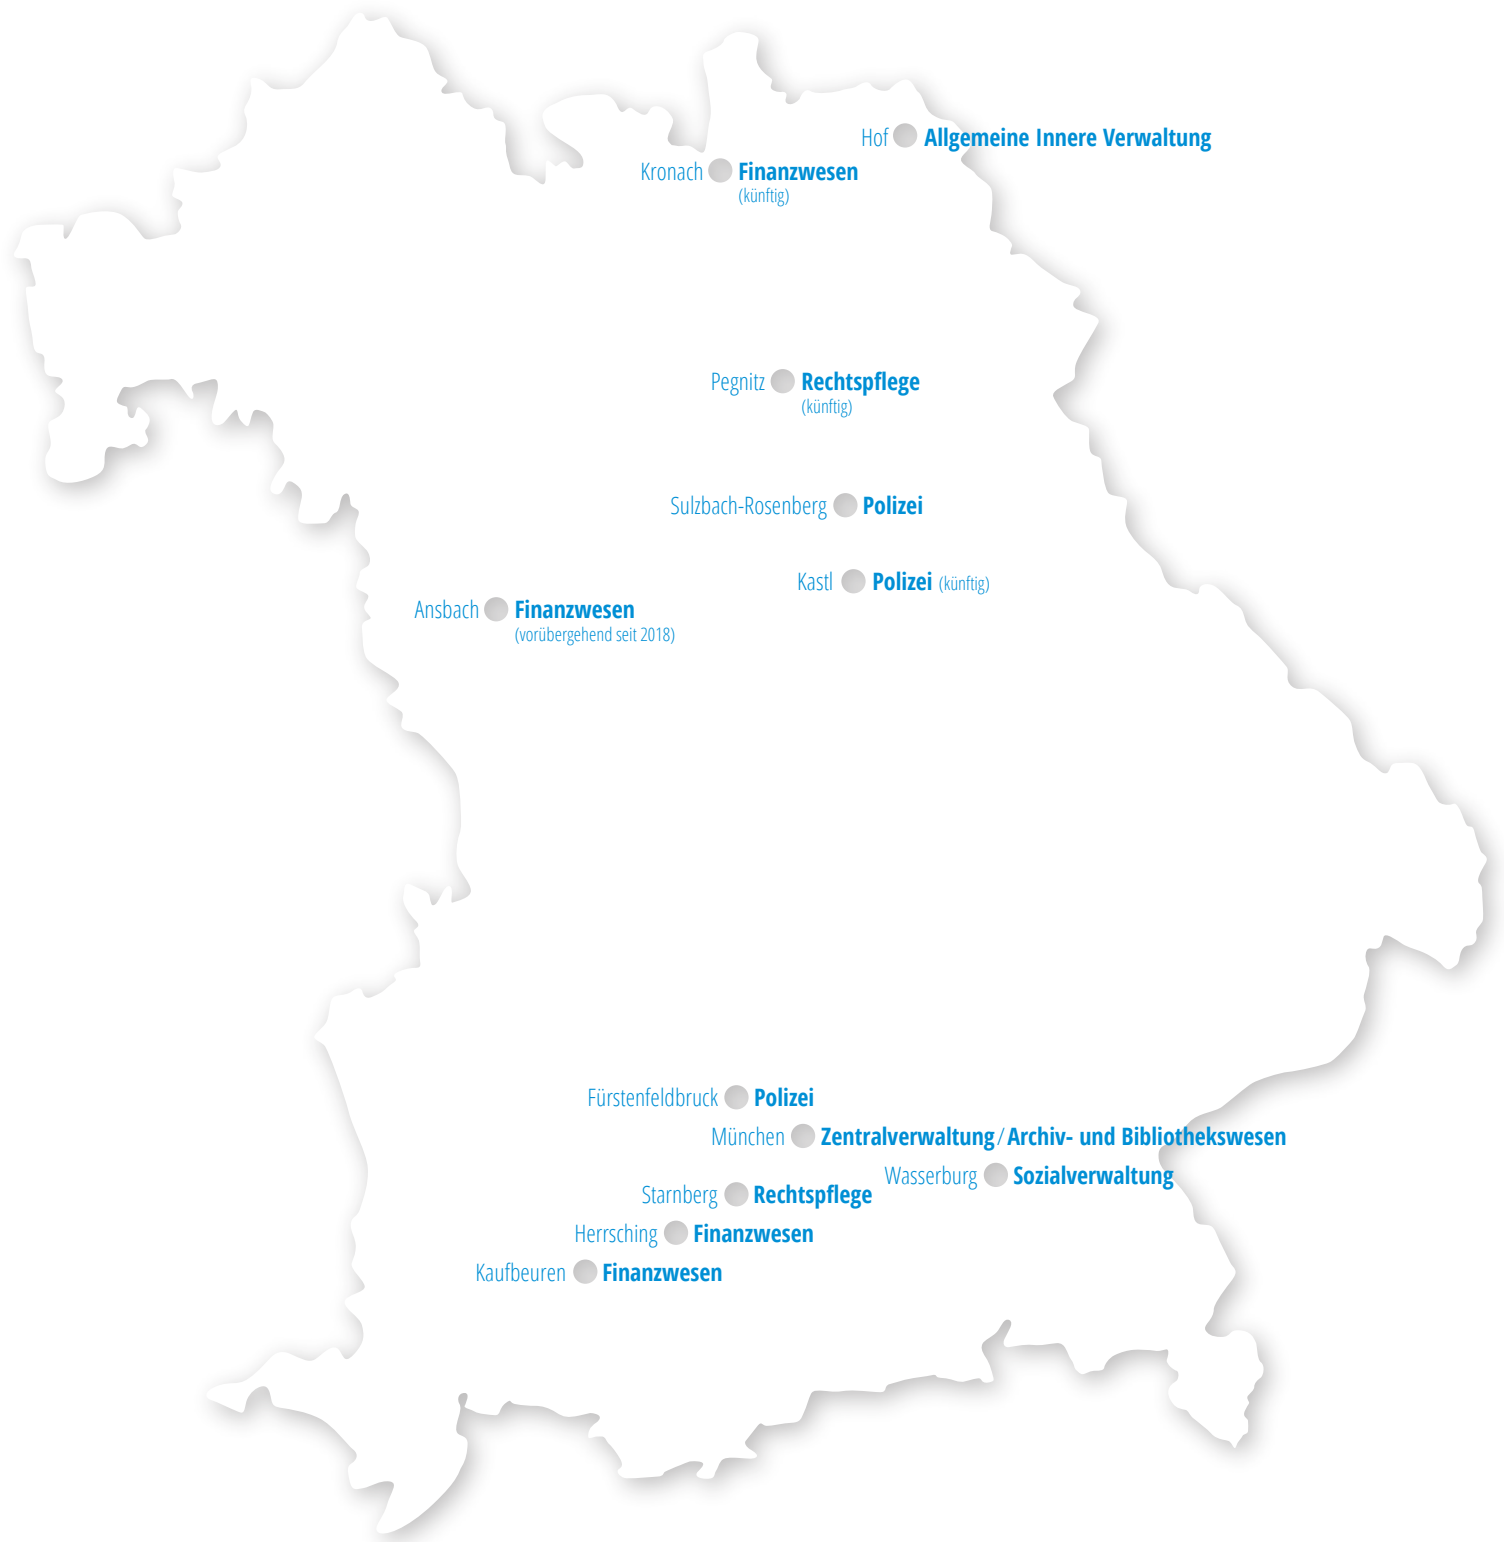 Hof Allgemeine Innere Verwaltung
Kronach Finanzwesen
(künftig)
Pegnitz Rechtspflege
(künftig)
Sulzbach-Rosenberg Polizei
Kastl Polizei (künftig)
Ansbach Finanzwesen
(vorübergehend seit 2018)
Fürstenfeldbruck Polizei
München Zentralverwaltung/Archiv- und Bibliothekswesen
Wasserburg Sozialverwaltung
Starnberg Rechtspflege
Herrsching Finanzwesen
Kaufbeuren Finanzwesen